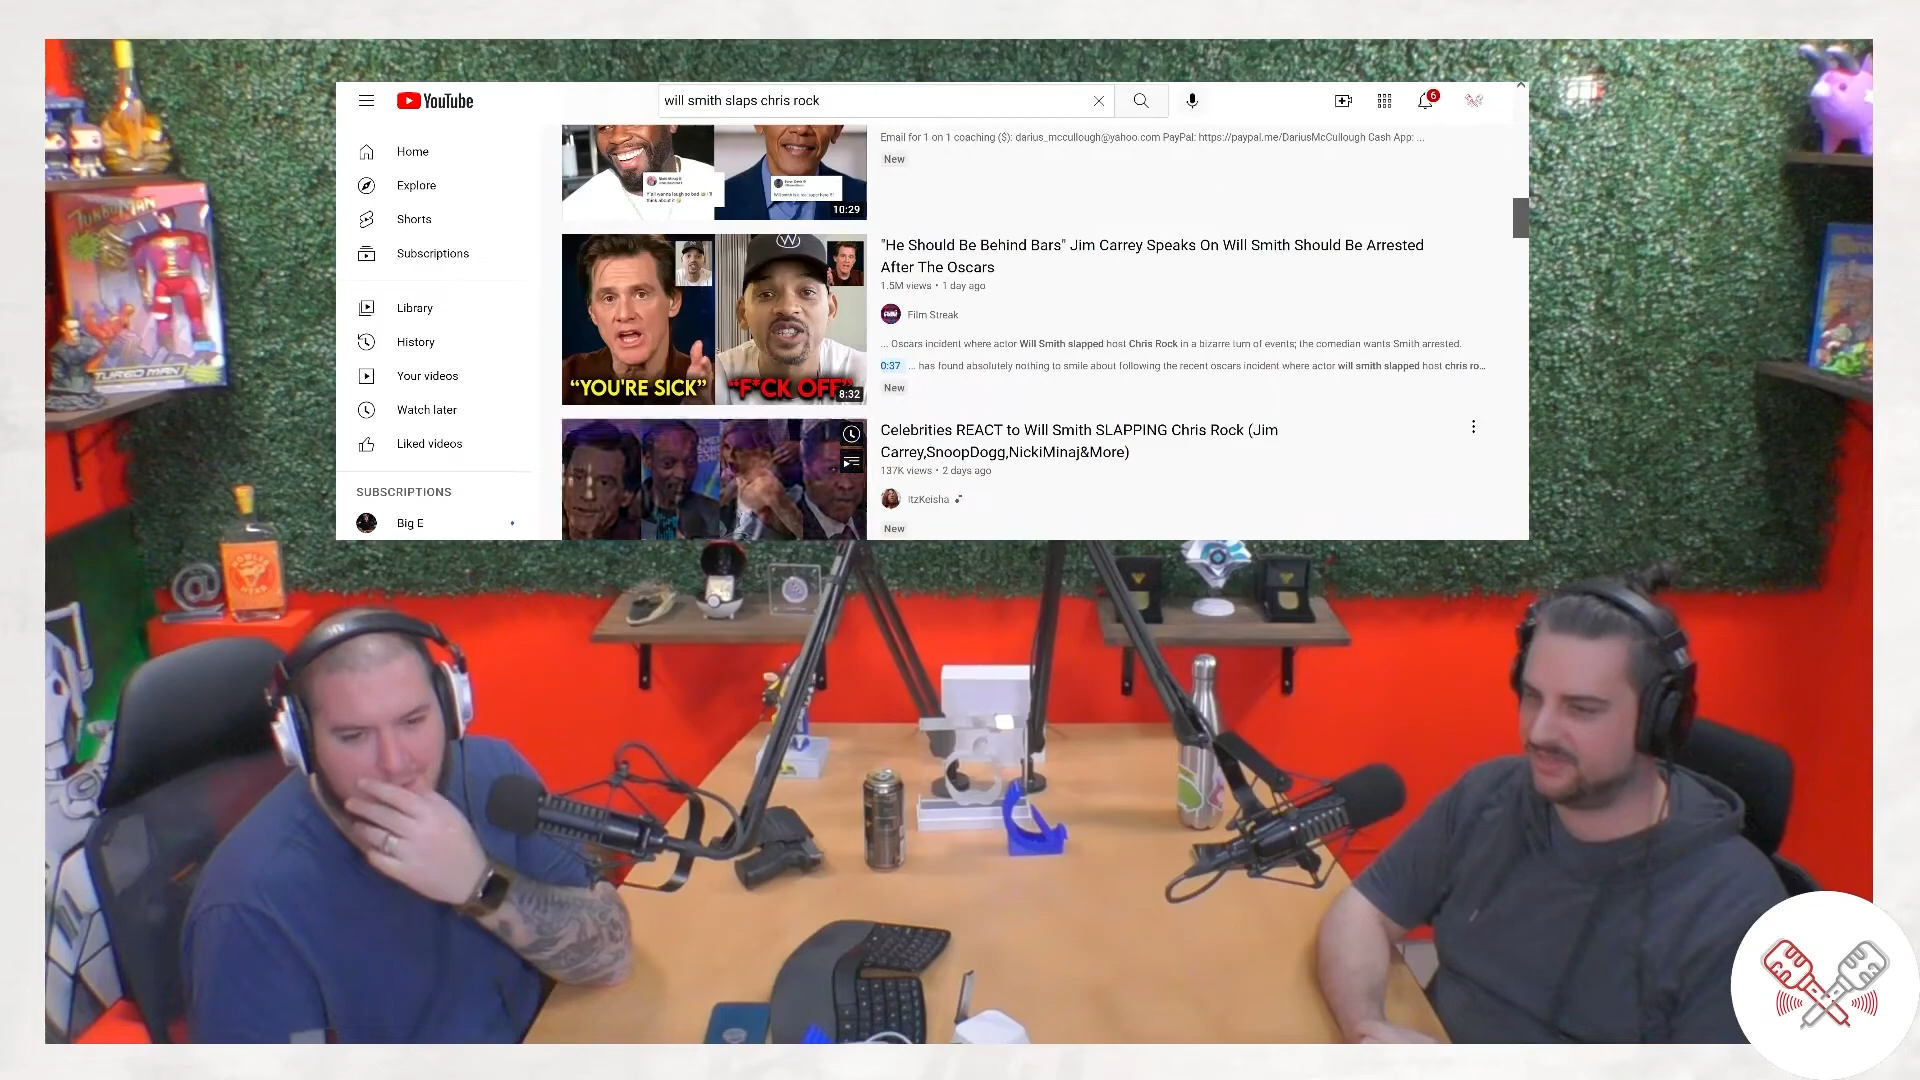 YouTube
will smith slaps chris rock
6
Home
Explore
Shorts
Subscriptions
Library
History
Your videos
Watch later
Liked videos
SUBSCRIPTIONS
Big E
Email for 1 on 1 coaching ($): darius_mccullough@yahoo.com PayPal: https://paypal.me/DariusMcCullough Cash App: ...
New
10:29
"He Should Be Behind Bars" Jim Carrey Speaks On Will Smith Should Be Arrested
After The Oscars
1.5M views • 1 day ago
Film Streak
... Oscars incident where actor Will Smith slapped host Chris Rock in a bizarre turn of events; the comedian wants Smith arrested.
0:37 ... has found absolutely nothing to smile about following the recent oscars incident where actor will smith slapped host chris ro...
New
“YOU'RE SICK”
“F*CK OFF”
8:32
Celebrities REACT to Will Smith SLAPPING Chris Rock (Jim
Carrey,SnoopDogg,NickiMinaj&More)
137K views • 2 days ago
ItzKeisha
New
TURBO MAN
TURBO MAN